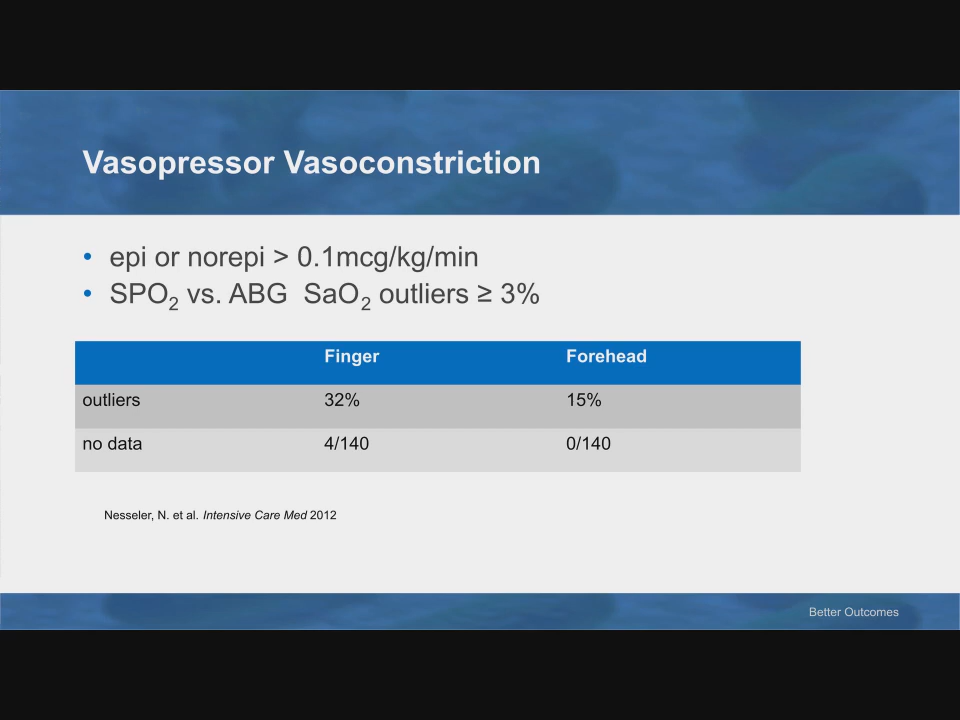 Vasopressor Vasoconstriction
• epi or norepi > 0.1mcg/kg/min
• SPO₂ vs. ABG  SaO₂ outliers ≥ 3%
Finger Forehead
outliers 32% 15%
no data 4/140 0/140
Nesseler, N. et al. Intensive Care Med 2012
Better Outcomes